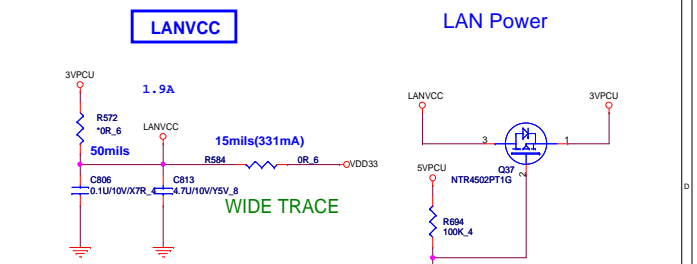 LANVCC
LAN Power
3VPCU
1.9A
R572
*0R_6
LANVCC
50mils
15mils(331mA)
R584
0R_6
VDD33
C806
0.1U/10V/X7R_4
C813
4.7U/10V/Y5V_8
WIDE TRACE
LANVCC
3VPCU
3
1
5VPCU
Q37
NTR4502PT1G
2
R694
100K_4
D